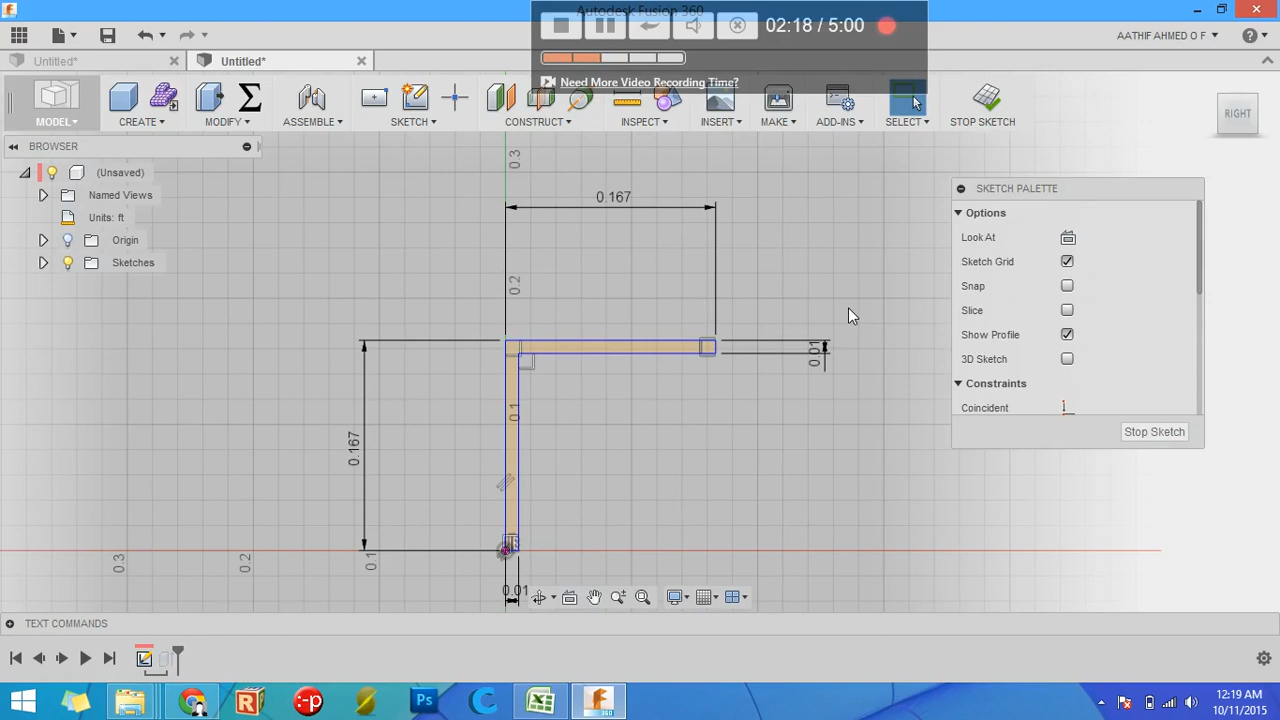 Autodesk Fusion 360
02:18 / 5:00
AATHIF AHMED O F
Need More Video Recording Time?
Untitled*
Untitled*
MODEL
CREATE
MODIFY
ASSEMBLE
SKETCH
CONSTRUCT
INSPECT
INSERT
MAKE
ADD-INS
SELECT
STOP SKETCH
RIGHT
BROWSER
(Unsaved)
Named Views
Units: ft
Origin
Sketches
0.3
0.167
0.2
0.01
0.1
0.167
0.3
0.2
0.1
0.01
SKETCH PALETTE
Options
Look At
Sketch Grid
Snap
Slice
Show Profile
3D Sketch
Constraints
Coincident
Stop Sketch
TEXT COMMANDS
Ps
12:19 AM
10/11/2015